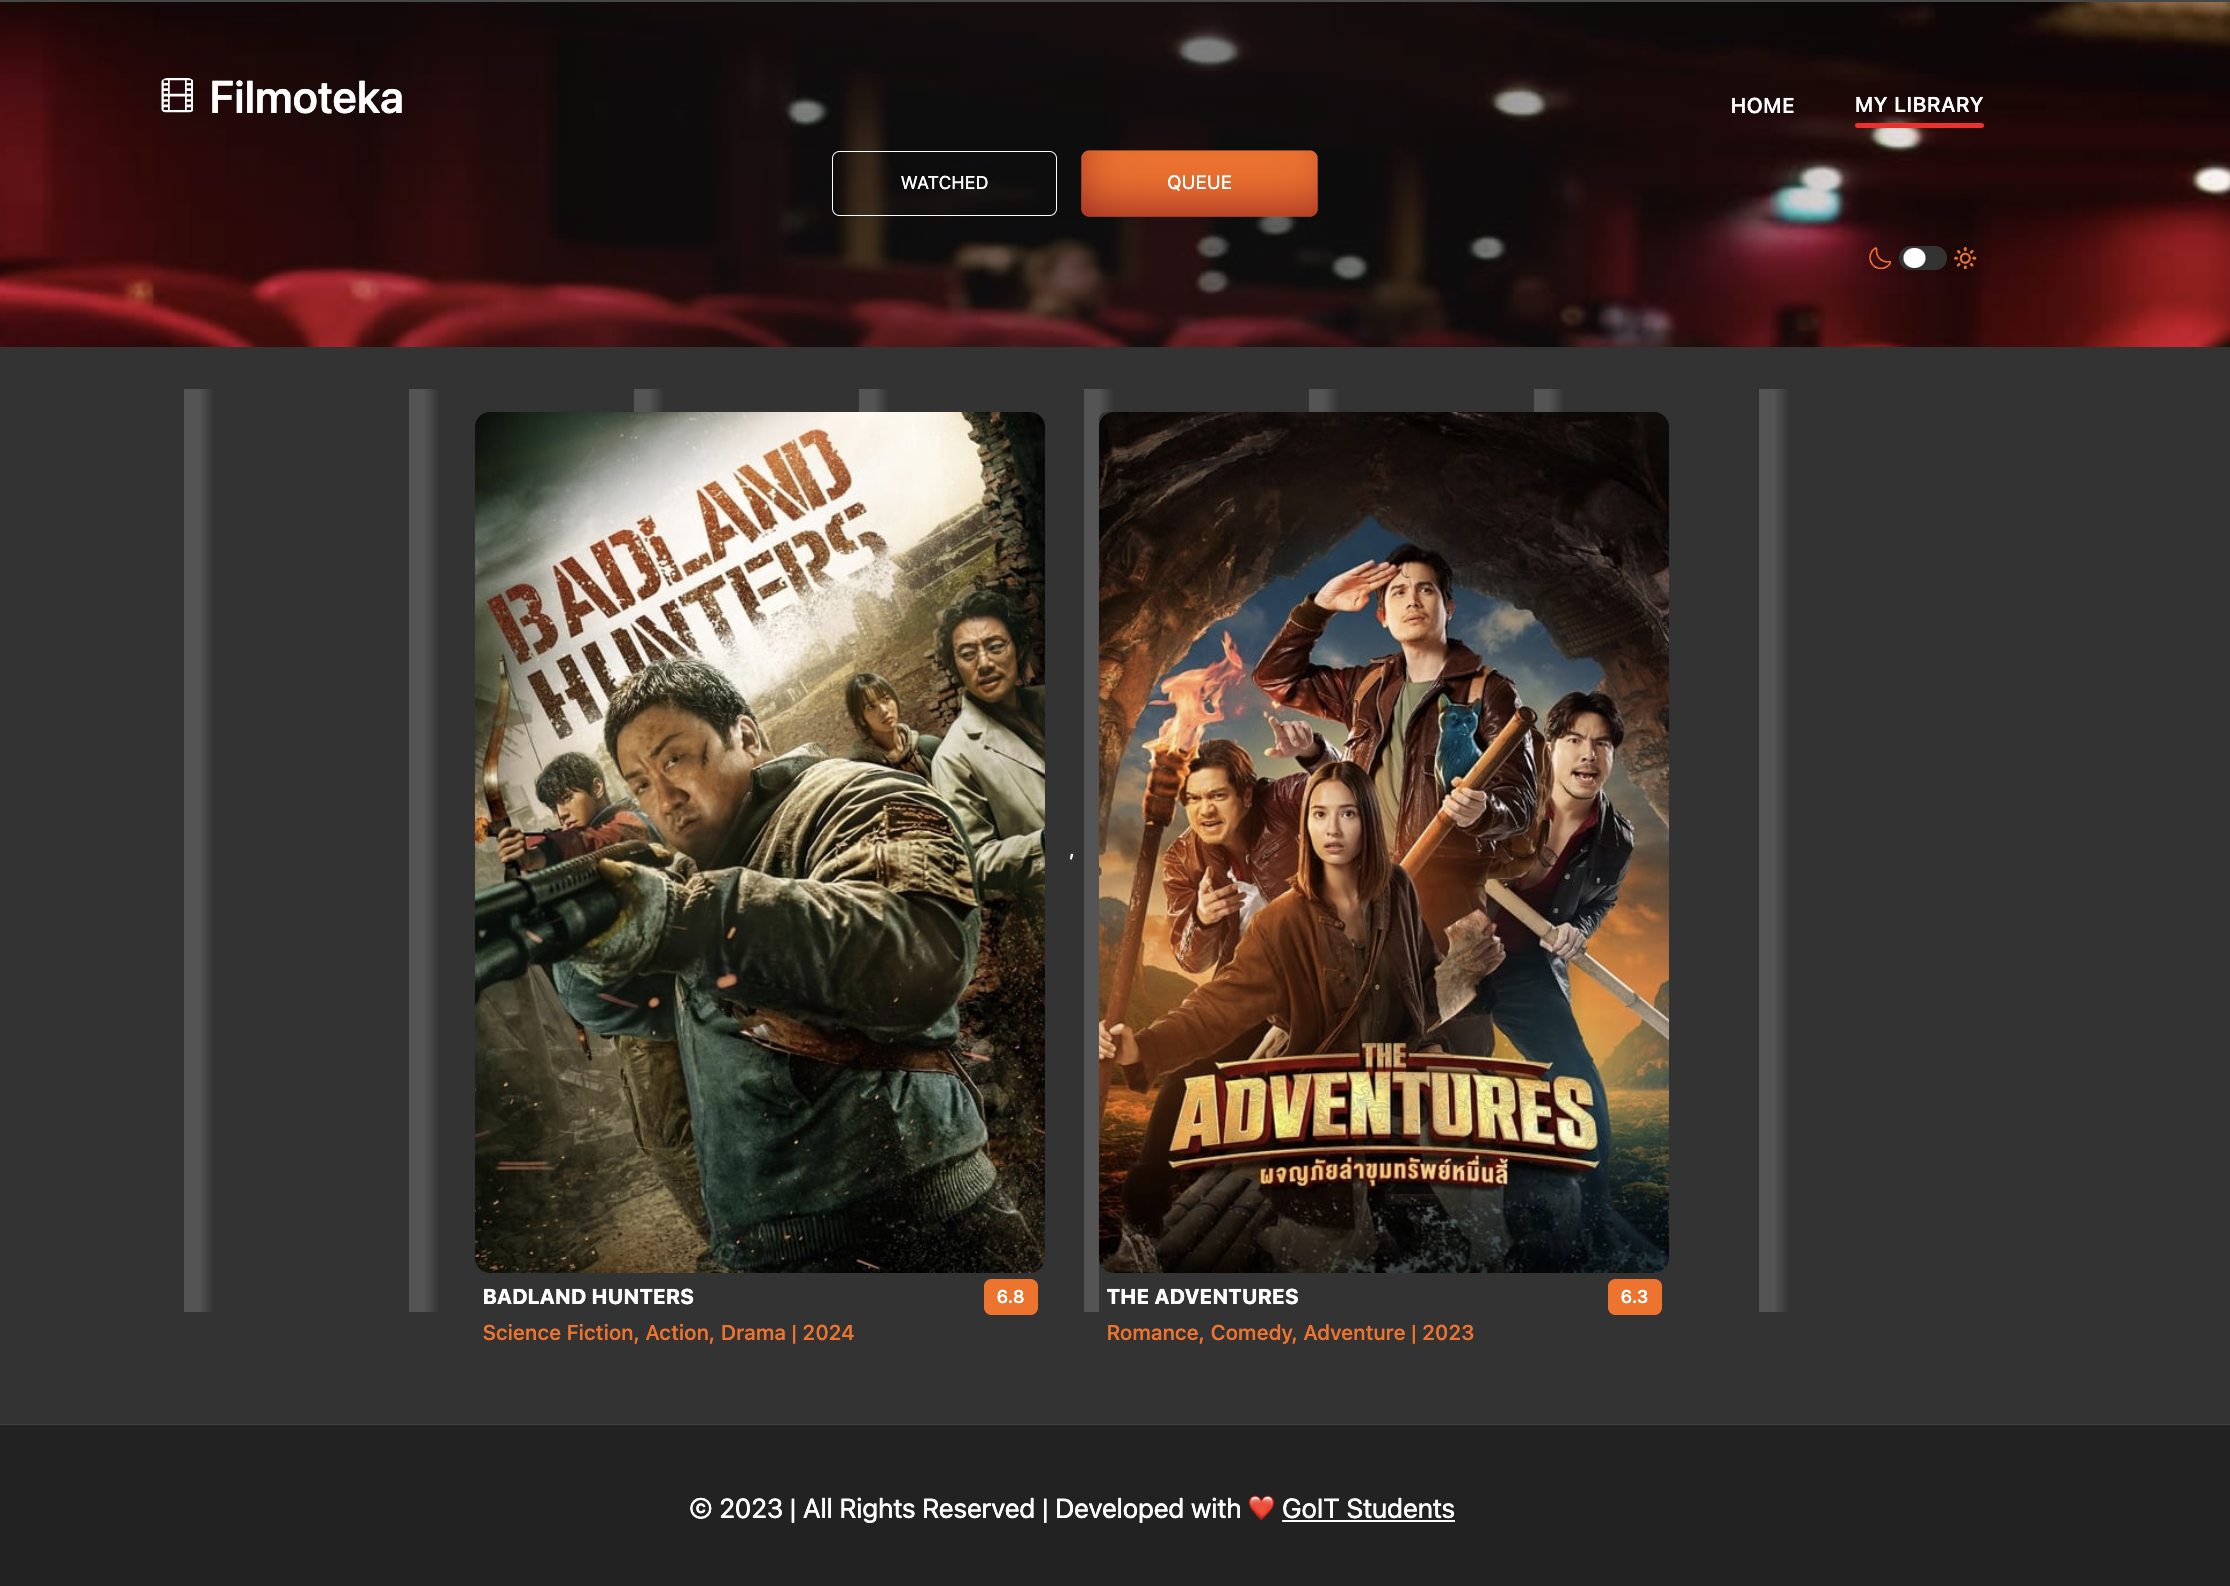 Filmoteka
HOME
MY LIBRARY
WATCHED
QUEUE
BADLAND
HUNTERS
,
THE
ADVENTURES
ผจญภัยล่าขุมทรัพย์หมื่นลี้
BADLAND HUNTERS
6.8
Science Fiction, Action, Drama | 2024
THE ADVENTURES
6.3
Romance, Comedy, Adventure | 2023
© 2023 | All Rights Reserved | Developed with ❤️ GoIT Students